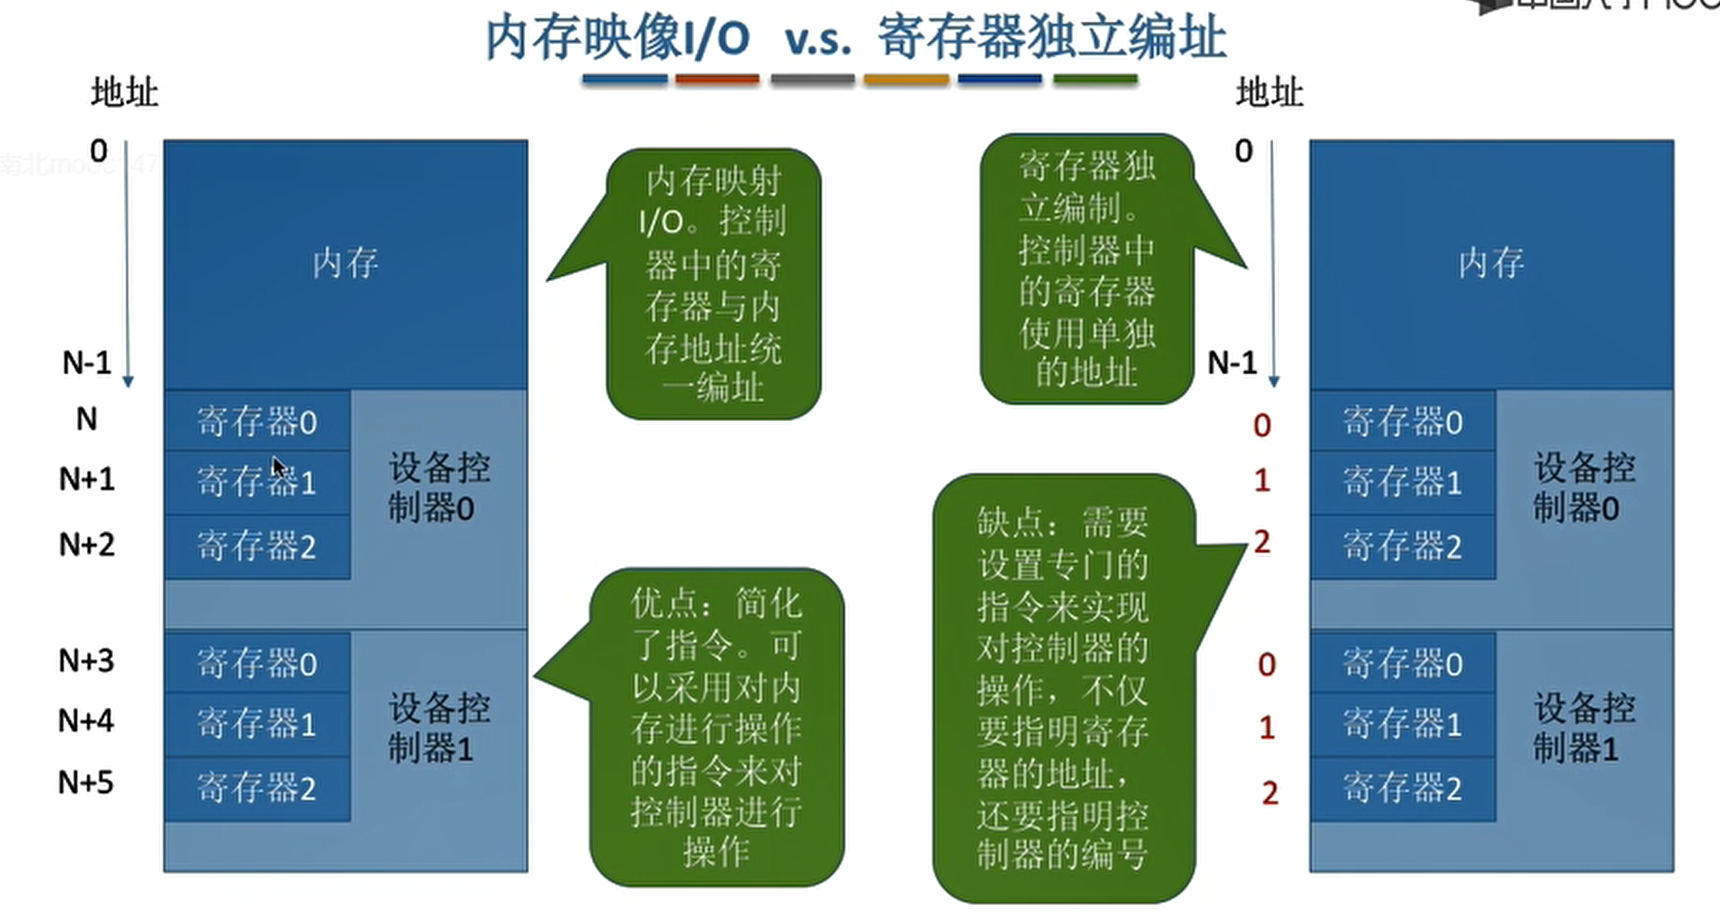 内存映像I/O v.s. 寄存器独立编址
地址
0
N-1
N
N+1
N+2
N+3
N+4
N+5
内存
寄存器0
寄存器1
寄存器2
设备控
制器0
寄存器0
寄存器1
寄存器2
设备控
制器1
内存映射
I/O。控制
器中的寄
存器与内
存地址统
一编址
优点：简化
了指令。可
以采用对内
存进行操作
的指令来对
控制器进行
操作
寄存器独
立编制。
控制器中
的寄存器
使用单独
的地址
缺点：需要
设置专门的
指令来实现
对控制器的
操作，不仅
要指明寄存
器的地址，
还要指明控
制器的编号
地址
0
N-1
0
1
2
0
1
2
内存
寄存器0
寄存器1
寄存器2
设备控
制器0
寄存器0
寄存器1
寄存器2
设备控
制器1